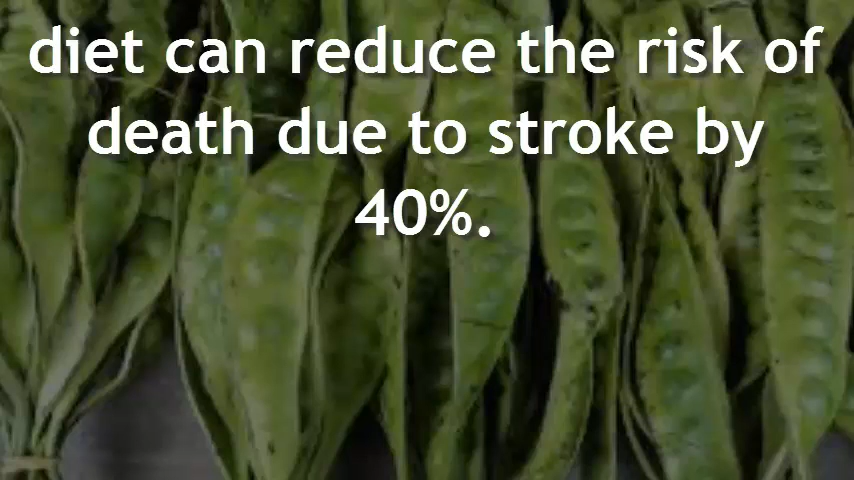 diet can reduce the risk of
death due to stroke by
40%.